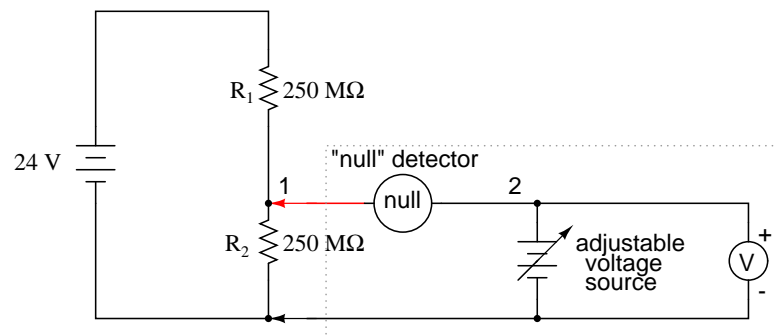 R1 250 MΩ
24 V
"null" detector
1
null
2
R2 250 MΩ
adjustable
voltage
source
+
V
-